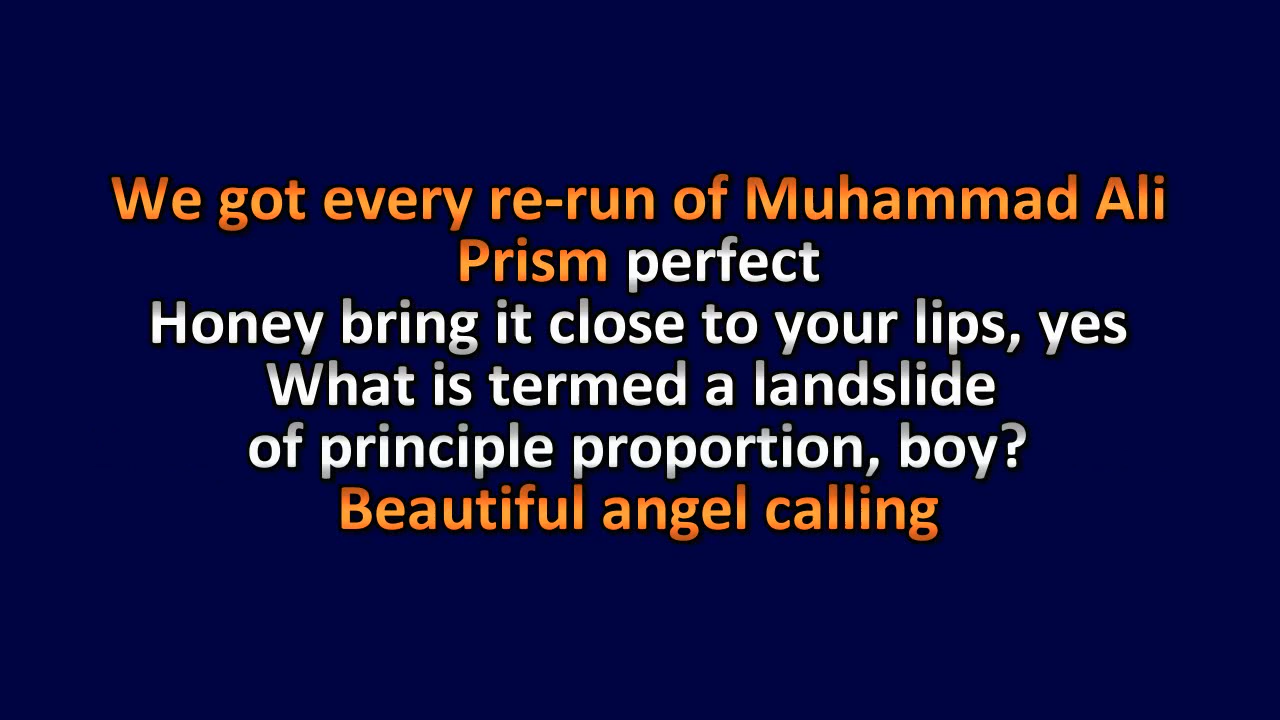 We got every re-run of Muhammad Ali
Prism perfect
Honey bring it close to your lips, yes
What is termed a landslide
of principle proportion, boy?
Beautiful angel calling